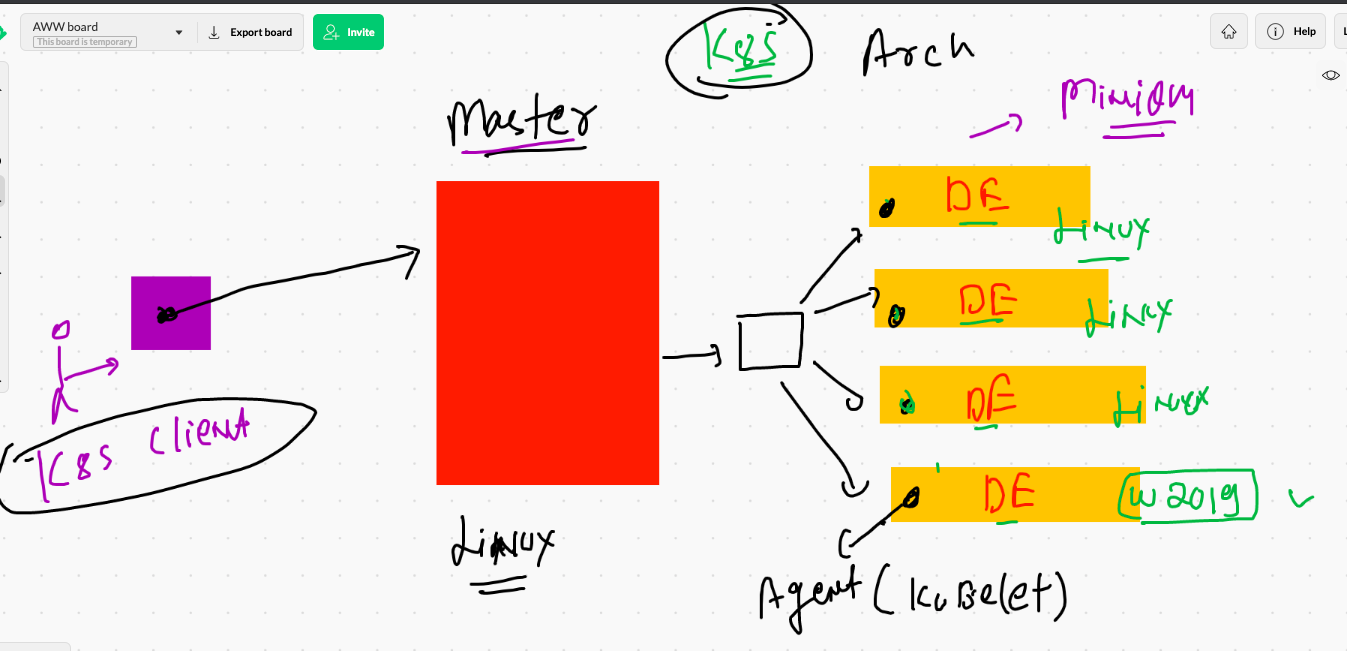 AWW board
This board is temporary
Export board
Invite
Help
K8S Arch
Master
Minion
DE
Linux
DE
Linux
DE
Linux
DE
W2019
K8S Client
Linux
Agent (KuBelet)